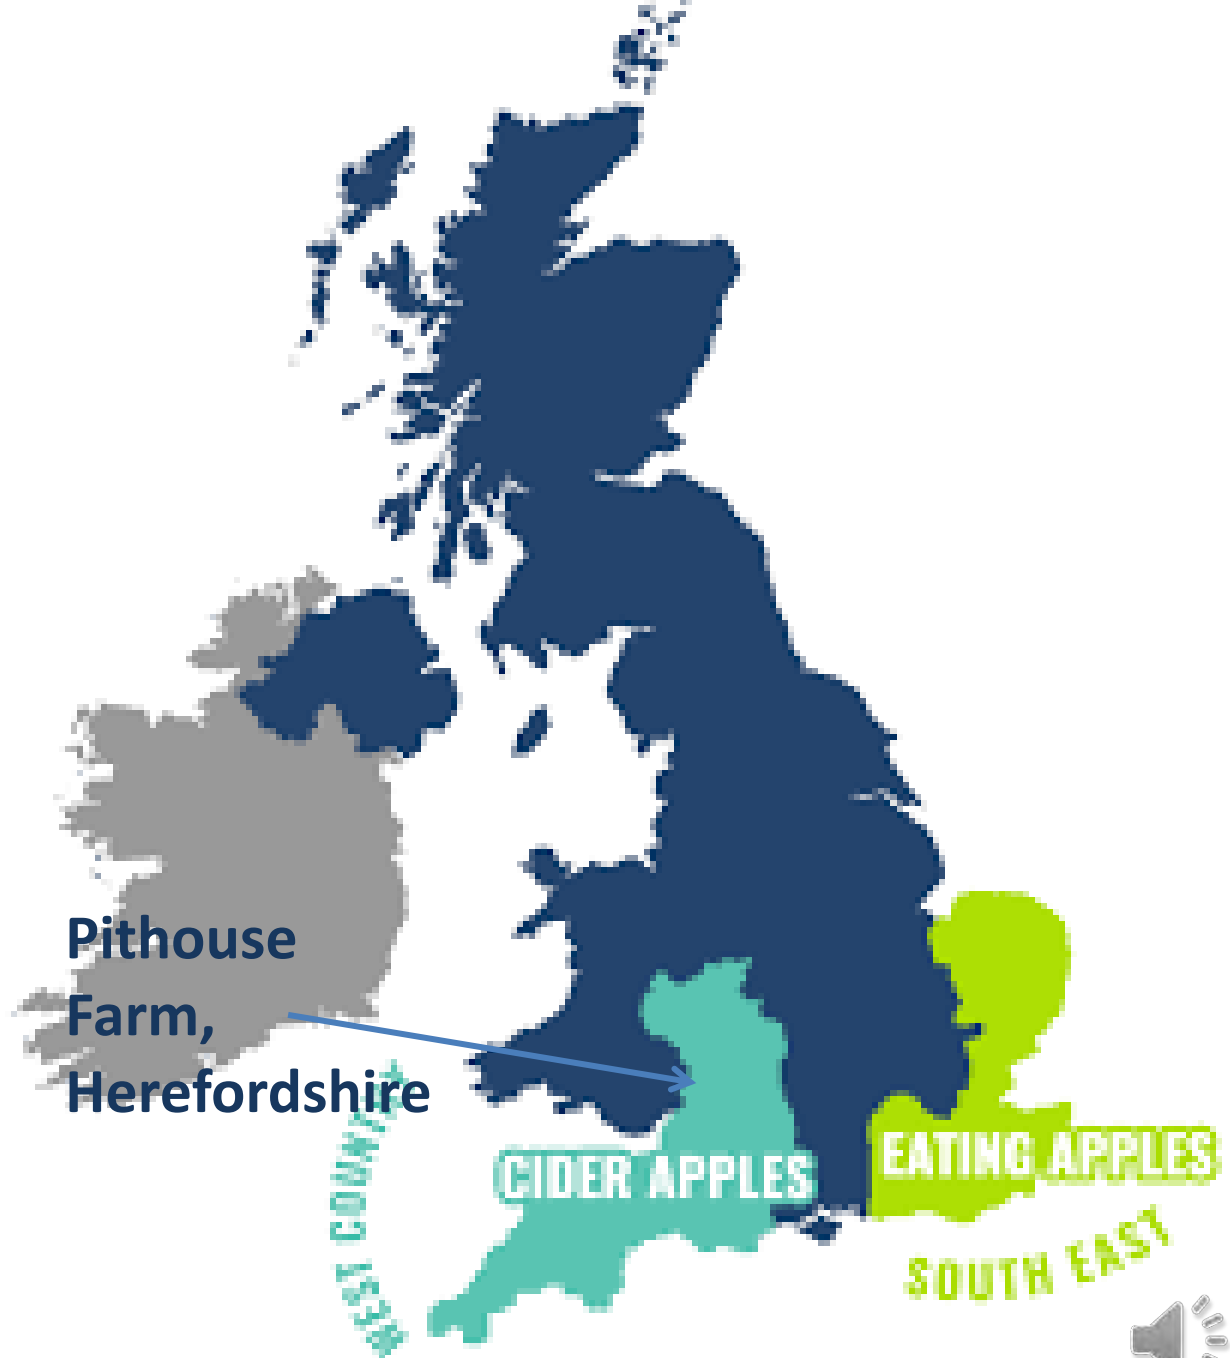 Pithouse
Farm,
Herefordshire
WEST COUNTRY
CIDER APPLES
EATING APPLES
SOUTH EAST